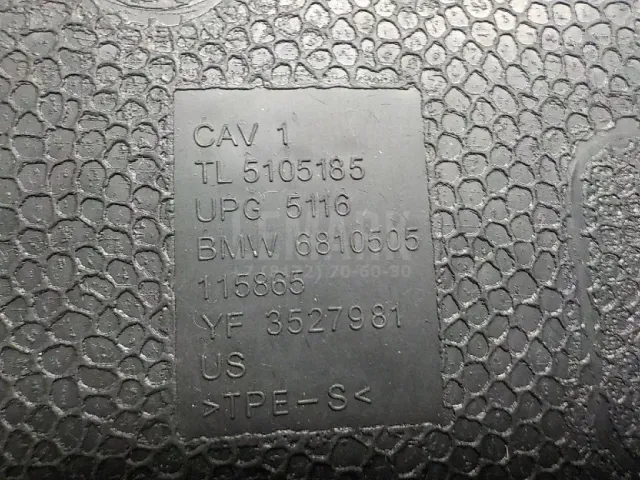 CAV 1
TL 5105185
UPG 5116
BMW 6810505
115865
YF 3527981
US
>TPE-S<